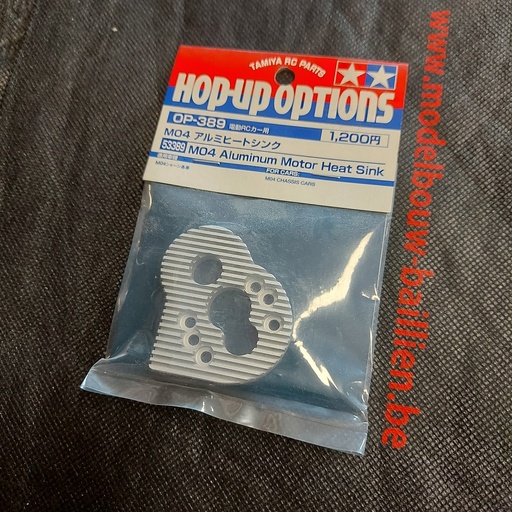 TAMIYA RC PARTS
HOP-UP OPTIONS
OP-389 電動RCカー用 1,200円
M04 アルミヒートシンク
53389 M04 Aluminum Motor Heat Sink
FOR CARS:
M04 CHASSIS CARS
www.modelbouw-baillien.be